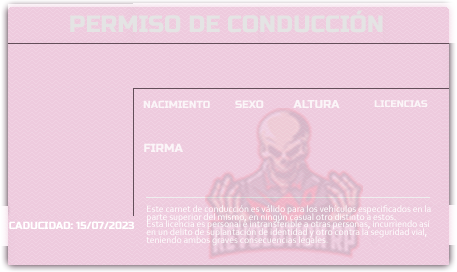 PERMISO DE CONDUCCIÓN
NACIMIENTO SEXO ALTURA LICENCIAS
FIRMA
Este carnet de conducción es válido para los vehículos especificados en la
parte superior del mismo, en ningún casual otro distinto a estos.
Esta licencia es personal e intransferible a otras personas, incurriendo así
en un delito de suplantación de identidad y otro contra la seguridad vial,
teniendo ambos graves consecuencias legales.
CADUCIDAD: 15/07/2023